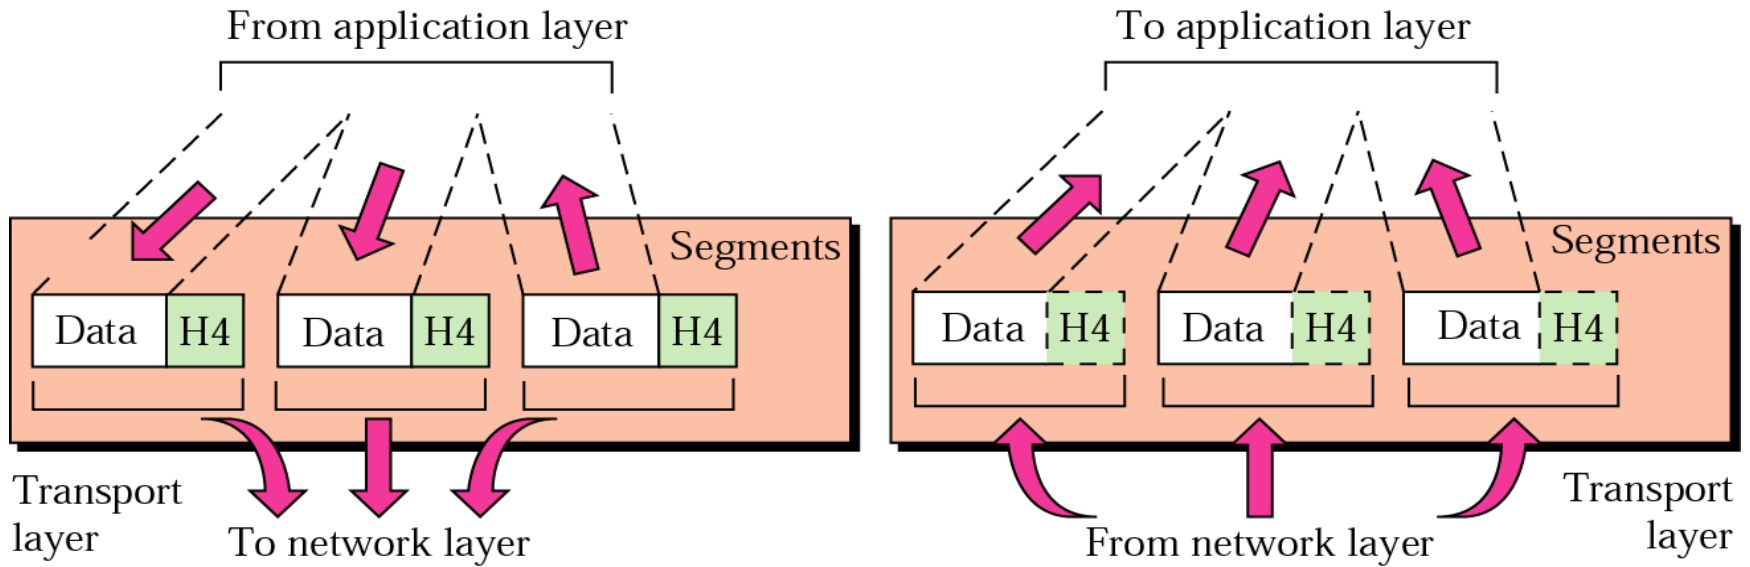 From application layer
Segments
Data H4 Data H4 Data H4
Transport
layer
To network layer
To application layer
Segments
Data H4 Data H4 Data H4
From network layer
Transport
layer